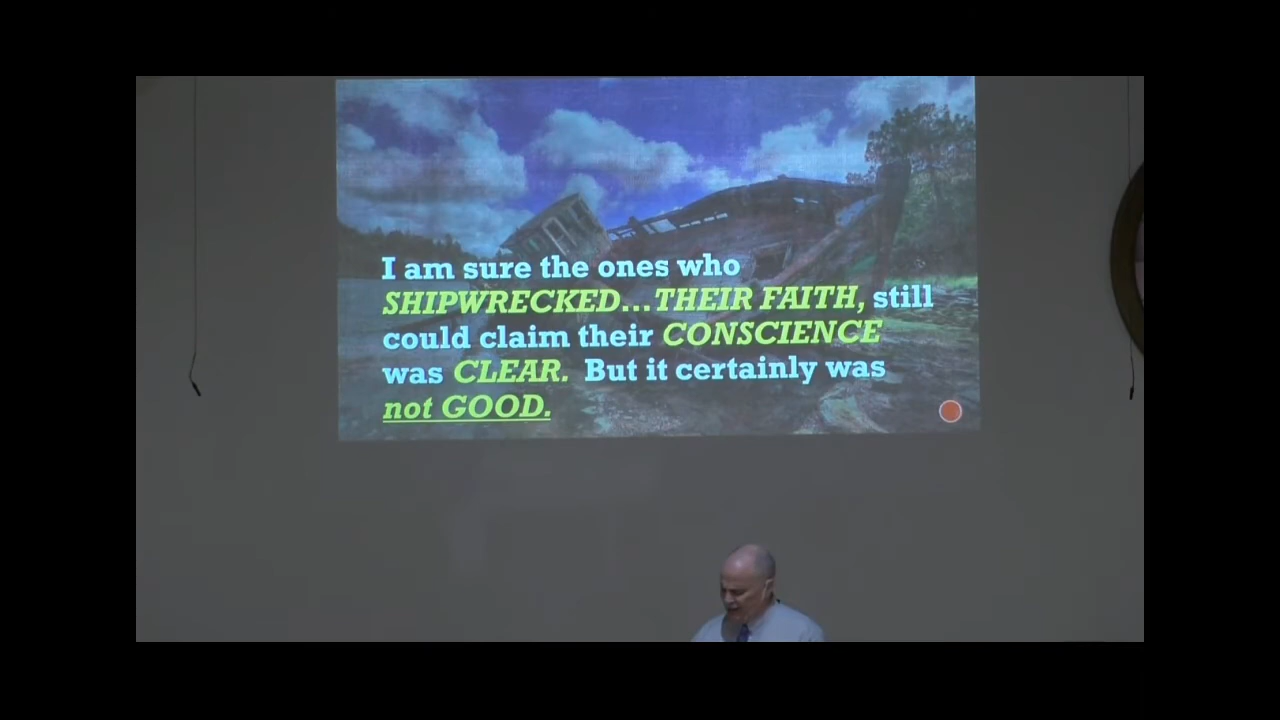 I am sure the ones who
SHIPWRECKED...THEIR FAITH, still
could claim their CONSCIENCE
was CLEAR.  But it certainly was
not GOOD.